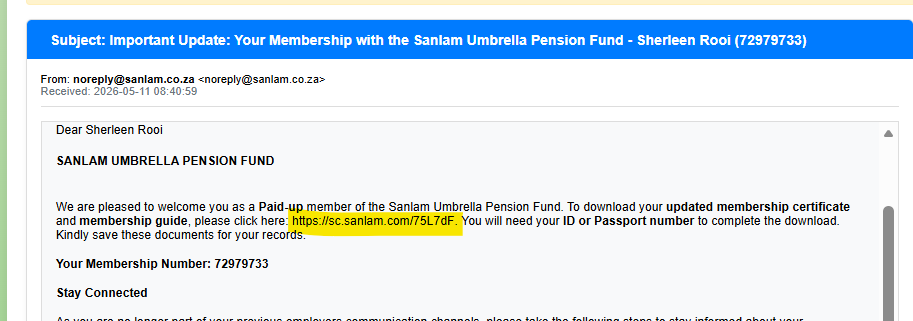 Subject: Important Update: Your Membership with the Sanlam Umbrella Pension Fund - Sherleen Rooi (72979733)
From: noreply@sanlam.co.za <noreply@sanlam.co.za>
Received: 2026-05-11 08:40:59
Dear Sherleen Rooi
SANLAM UMBRELLA PENSION FUND
We are pleased to welcome you as a Paid-up member of the Sanlam Umbrella Pension Fund. To download your updated membership certificate
and membership guide, please click here: https://sc.sanlam.com/75L7dF. You will need your ID or Passport number to complete the download.
Kindly save these documents for your records.
Your Membership Number: 72979733
Stay Connected
As you are no longer part of your previous employers communication channels, please take the following steps to stay informed about your